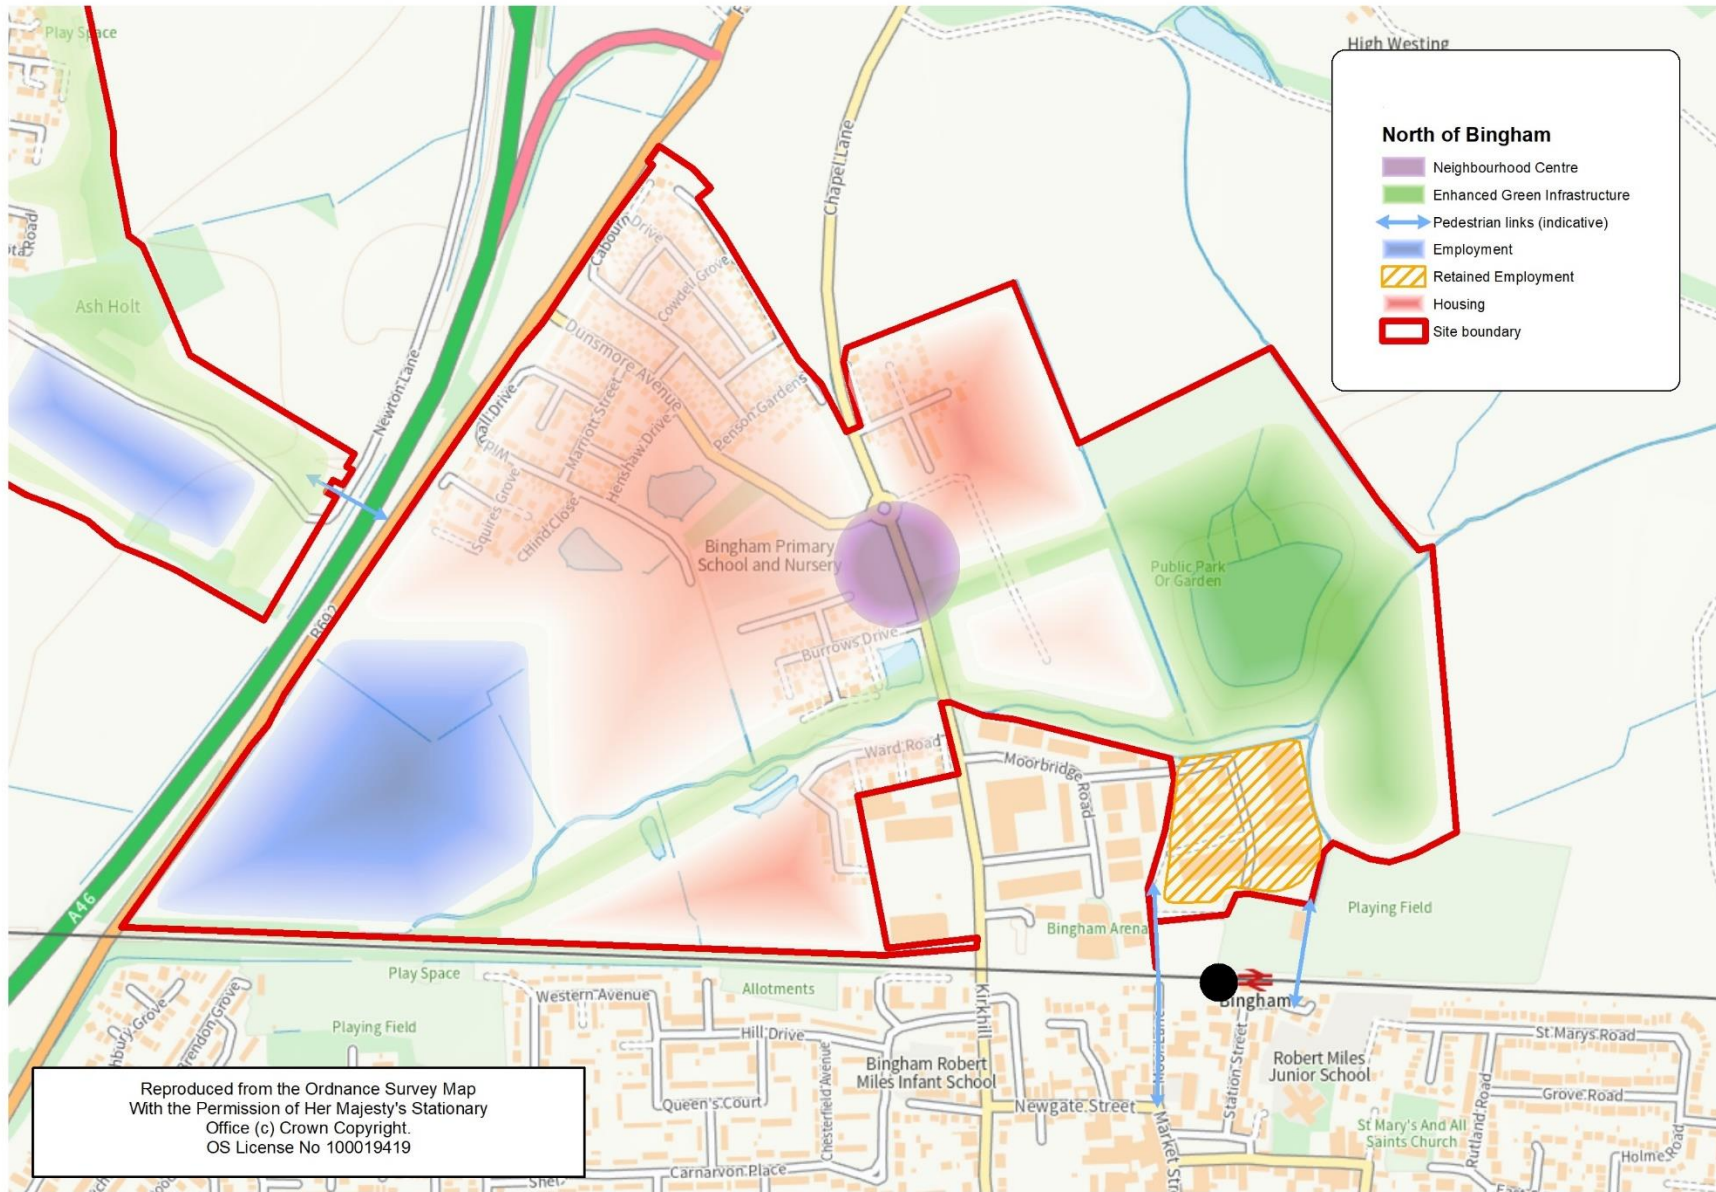 Play Space
High Westing
North of Bingham
Neighbourhood Centre
Enhanced Green Infrastructure
Pedestrian links (indicative)
Employment
Retained Employment
Housing
Site boundary
Chapel Lane
Cabourn
Drive
Cowdell Grove
Ash Holt
Dunsmore Avenue
Newton Lane
Penson Gardens
Marriott Street
Henshaw Drive
Squires Grove
Hind Close
Bingham Primary
School and Nursery
Public Park
Or Garden
Burrows Drive
Ward Road
Moorbridge
Road
A46
Playing Field
Bingham Arena
Play Space
Allotments
Western Avenue
Bingham
Kirkhill
Moor Lane
Station Street
Playing Field
Hill Drive
St Marys Road
Brendon Grove
Bingham Robert
Miles Infant School
Robert Miles
Junior School
Chesterfield Avenue
Queen's Court
Newgate Street
Grove Road
Rutland Road
St Mary's And All
Saints Church
Holme Road
Carnarvon Place
Reproduced from the Ordnance Survey Map
With the Permission of Her Majesty's Stationary
Office (c) Crown Copyright.
OS License No 100019419